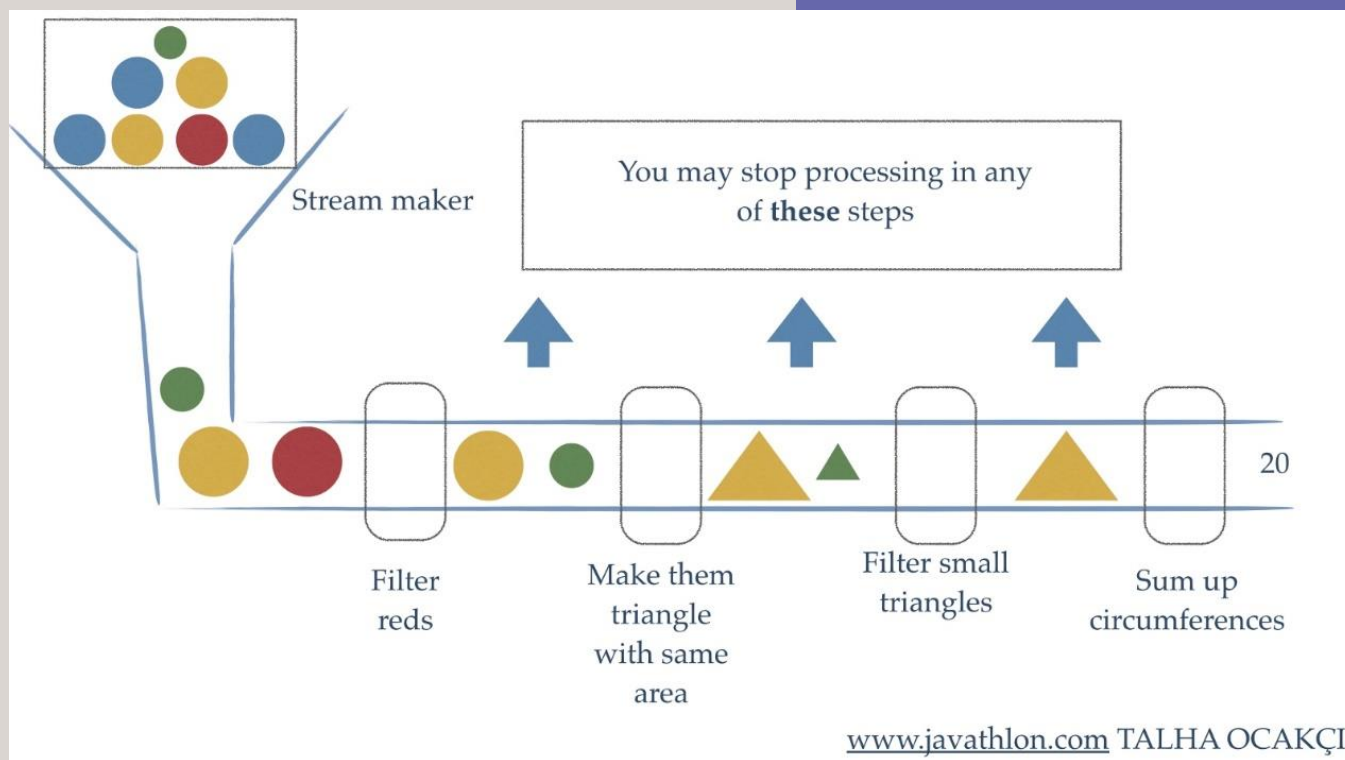 Stream maker
You may stop processing in any
of these steps
20
Filter
reds
Make them
triangle
with same
area
Filter small
triangles
Sum up
circumferences
www.javathlon.com TALHA OCAKÇI